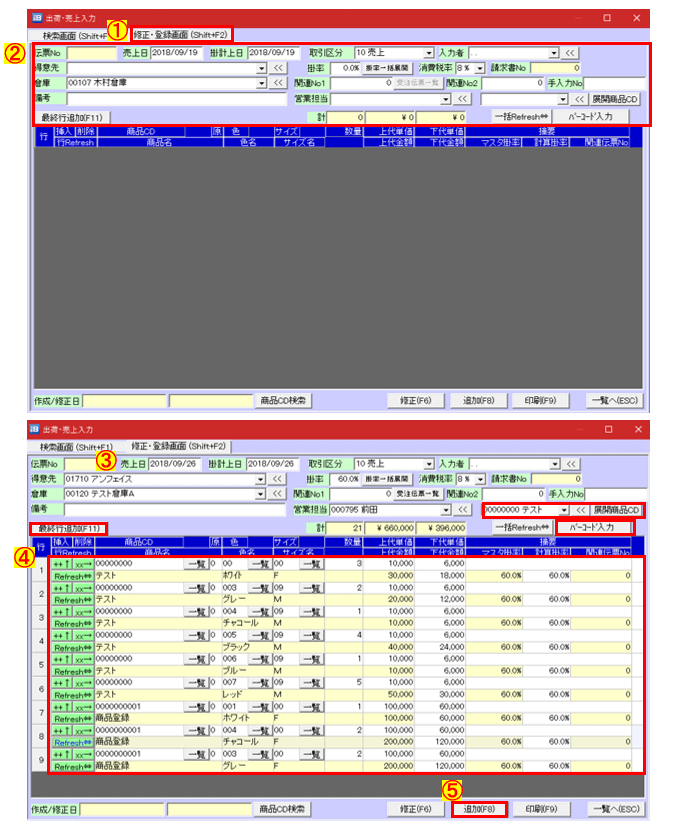 出荷・売上入力
①
検索画面 (Shift+F 修正・登録画面 (Shift+F2)
②
伝票No 売上日 2018/09/19 掛計上日 2018/09/19 取引区分 10 売上 入力者 . . <<
得意先 << 掛率 0.0% 掛率一括展開 消費税率 8% 請求書No 0
倉庫 00107 木村倉庫 << 関連No1 0 受注伝票一覧 関連No2 0 手入力No
備考 営業担当 << << 展開商品CD
最終行追加(F11) 計 0 ¥ 0 ¥ 0 一括Refresh⇔ バーコード入力
行 挿入 削除 商品CD 原 色 サイズ 数量 上代単価 下代単価 摘要
行Refresh 商品名 色名 サイズ名 上代金額 下代金額 マスタ掛率 計算掛率 関連伝票No
作成/修正日 商品CD検索 修正(F6) 追加(F8) 印刷(F9) 一覧へ(ESC)
出荷・売上入力
検索画面 (Shift+F1) 修正・登録画面 (Shift+F2)
③
伝票No 売上日 2018/09/26 掛計上日 2018/09/26 取引区分 10 売上 入力者 . . <<
得意先 01710 アンフェイス << 掛率 60.0% 掛率一括展開 消費税率 8% 請求書No 0
倉庫 00120 テスト倉庫A << 関連No1 0 受注伝票一覧 関連No2 0 手入力No
備考 営業担当 000795 前田 << 00000000 テスト << 展開商品CD
最終行追加(F11) 計 21 ¥ 660,000 ¥ 396,000 一括Refresh⇔ バーコード入力
④
行 挿入 削除 商品CD 原 色 サイズ 数量 上代単価 下代単価 摘要
行Refresh 商品名 色名 サイズ名 上代金額 下代金額 マスタ掛率 計算掛率 関連伝票No
1 ++↑ xx→ 00000000 一覧 0 00 一覧 00 一覧 3 10,000 6,000
Refresh⇔ テスト ホワイト F 30,000 18,000 60.0% 60.0% 0
2 ++↑ xx→ 00000000 一覧 0 003 一覧 09 一覧 2 10,000 6,000
Refresh⇔ テスト グレー M 20,000 12,000 60.0% 60.0% 0
3 ++↑ xx→ 00000000 一覧 0 004 一覧 09 一覧 1 10,000 6,000
Refresh⇔ テスト チャコール M 10,000 6,000 60.0% 60.0% 0
4 ++↑ xx→ 00000000 一覧 0 005 一覧 09 一覧 4 10,000 6,000
Refresh⇔ テスト ブラック M 40,000 24,000 60.0% 60.0% 0
5 ++↑ xx→ 00000000 一覧 0 006 一覧 09 一覧 1 10,000 6,000
Refresh⇔ テスト ブルー M 10,000 6,000 60.0% 60.0% 0
6 ++↑ xx→ 00000000 一覧 0 007 一覧 09 一覧 5 10,000 6,000
Refresh⇔ テスト レッド M 50,000 30,000 60.0% 60.0% 0
7 ++↑ xx→ 0000000001 一覧 0 001 一覧 00 一覧 1 100,000 60,000
Refresh⇔ 商品登録 ホワイト F 100,000 60,000 60.0% 60.0% 0
8 ++↑ xx→ 0000000001 一覧 0 004 一覧 00 一覧 2 100,000 60,000
Refresh⇔ 商品登録 チャコール F 200,000 120,000 60.0% 60.0% 0
9 ++↑ xx→ 0000000001 一覧 0 003 一覧 00 一覧 2 100,000 60,000
Refresh⇔ 商品登録 グレー F 200,000 120,000 60.0% 60.0% 0
⑤
作成/修正日 商品CD検索 修正(F6) 追加(F8) 印刷(F9) 一覧へ(ESC)